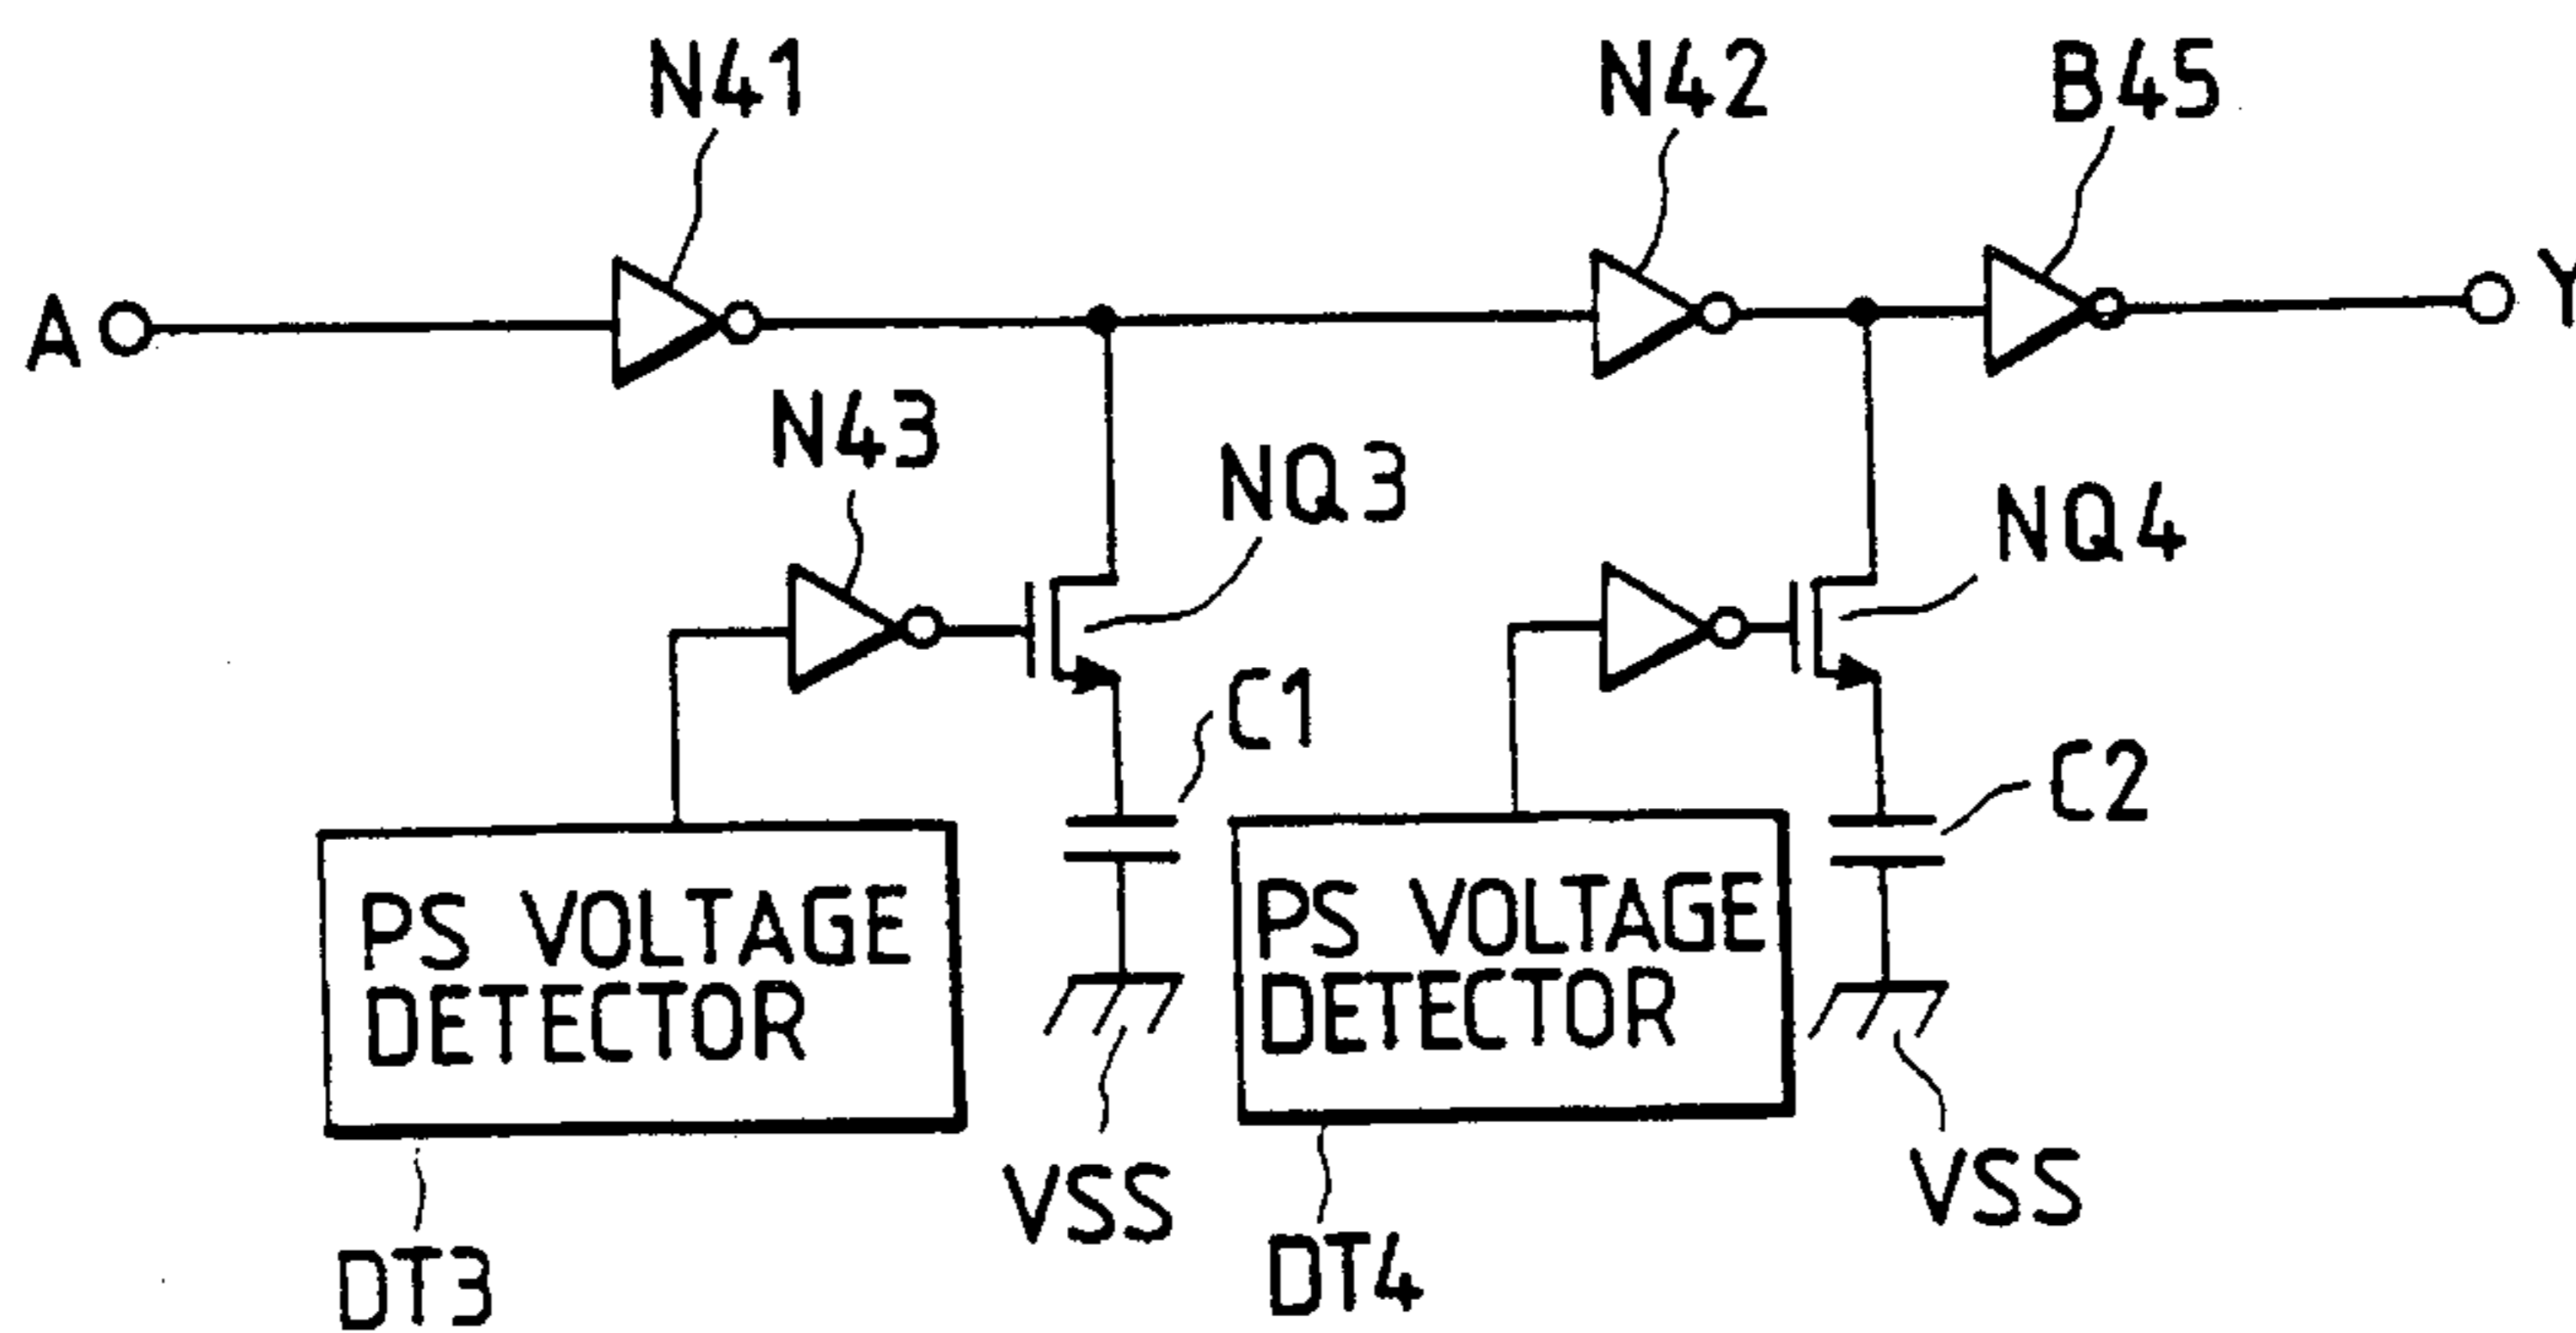 N41
N42
B45
A
Y
N43
NQ3
NQ4
C1
C2
PS VOLTAGE
DETECTOR
PS VOLTAGE
DETECTOR
VSS
VSS
DT3
DT4